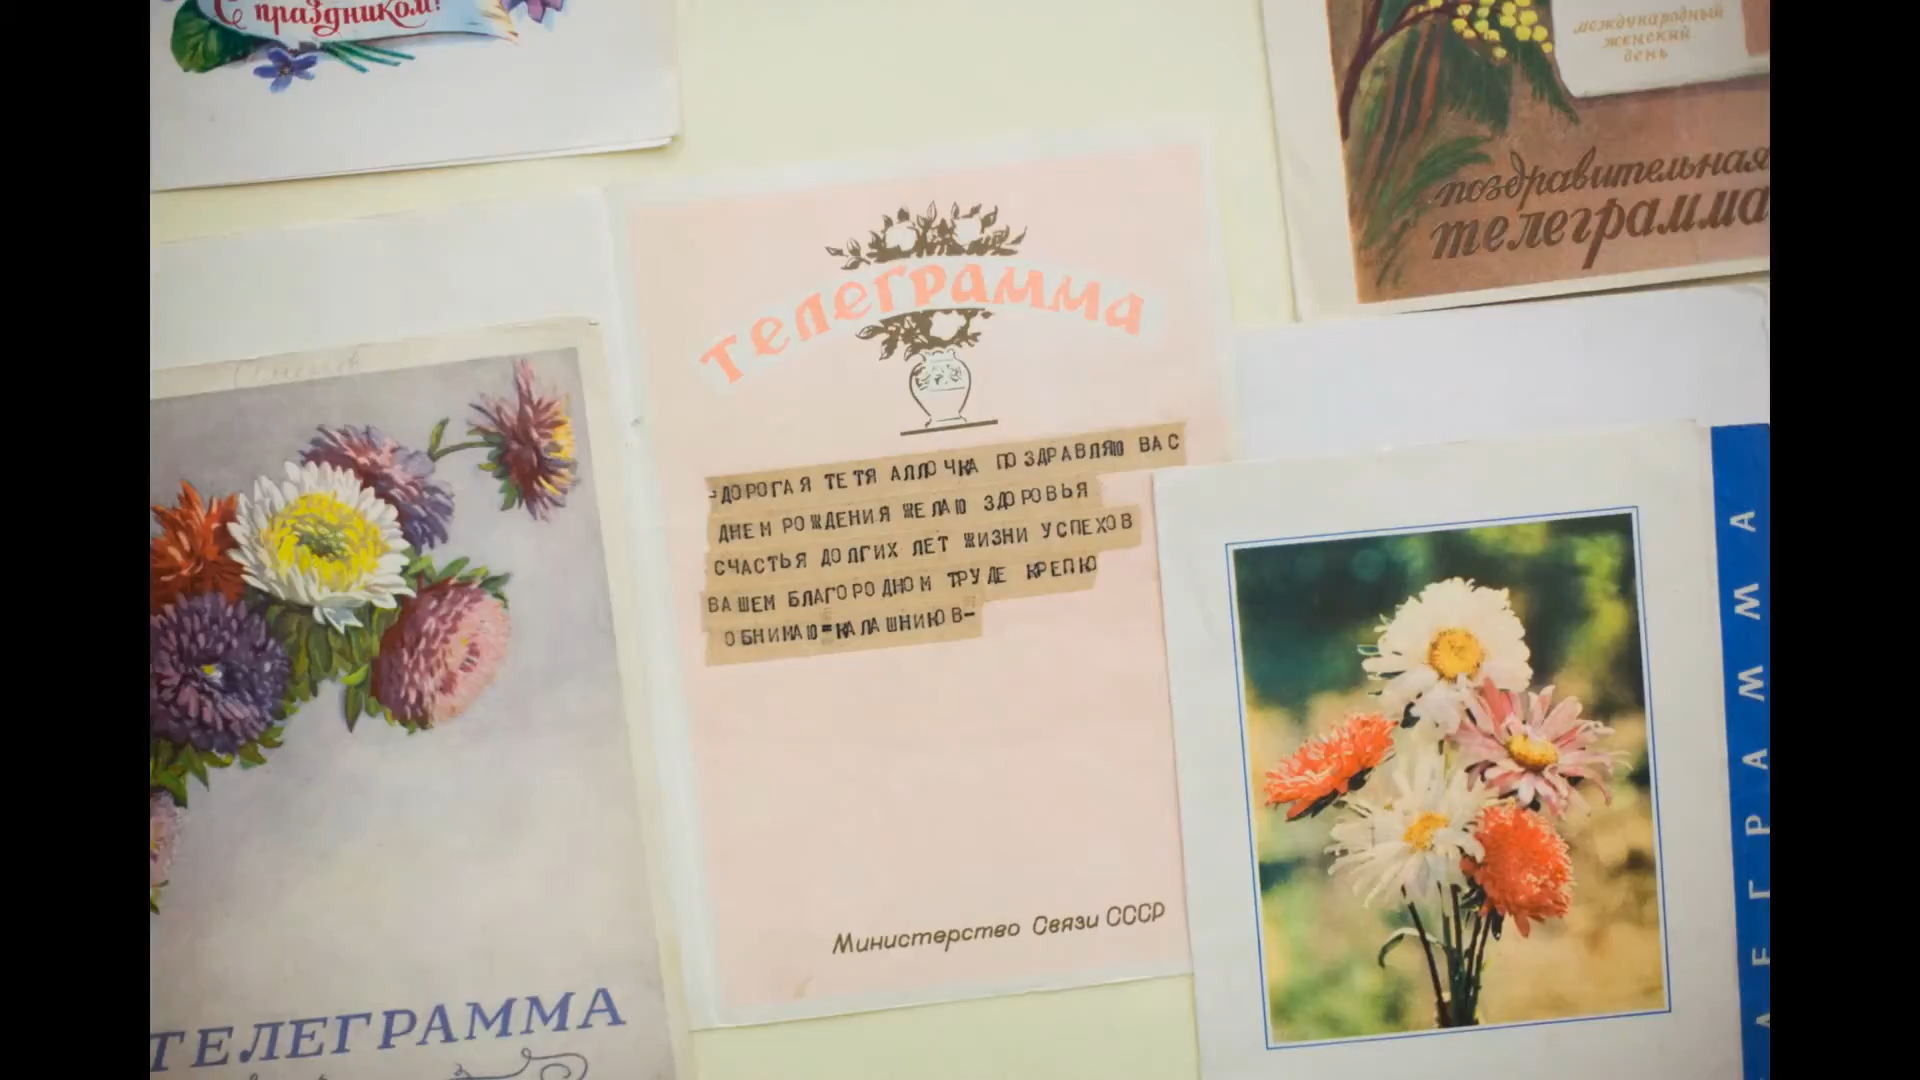 С праздником!
международный
женский
день
поздравительная
телеграмма
телеграмма
-ДОРОГАЯ ТЕТЯ АЛЛОЧКА ПОЗДРАВЛЯЮ ВАС
ДНЕМ РОЖДЕНИЯ ЖЕЛАЮ ЗДОРОВЬЯ
СЧАСТЬЯ ДОЛГИХ ЛЕТ ЖИЗНИ УСПЕХОВ
ВАШЕМ БЛАГОРОДНОМ ТРУДЕ КРЕПКО
ОБНИМАЮ=КАЛАШНИКОВ-
Министерство Связи СССР
ТЕЛЕГРАММА
ЛЕГРАММА